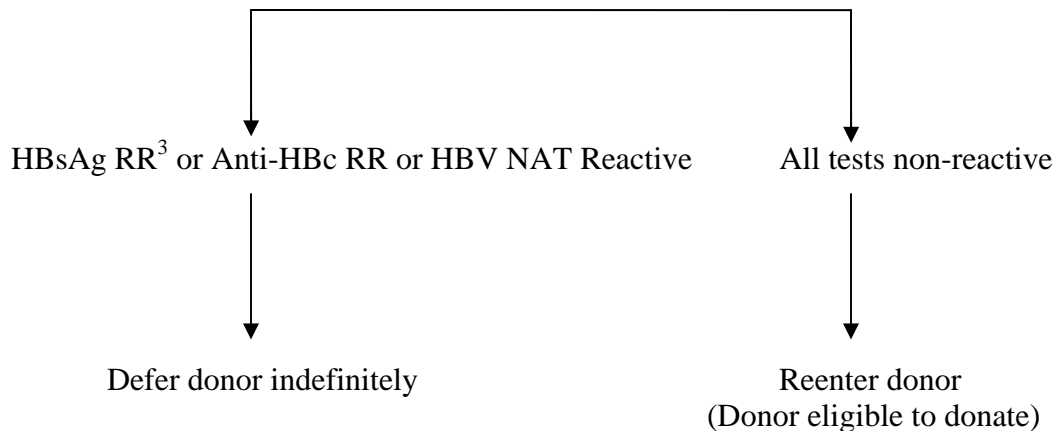 HBsAg RR³ or Anti-HBc RR or HBV NAT Reactive
All tests non-reactive
Defer donor indefinitely
Reenter donor
(Donor eligible to donate)